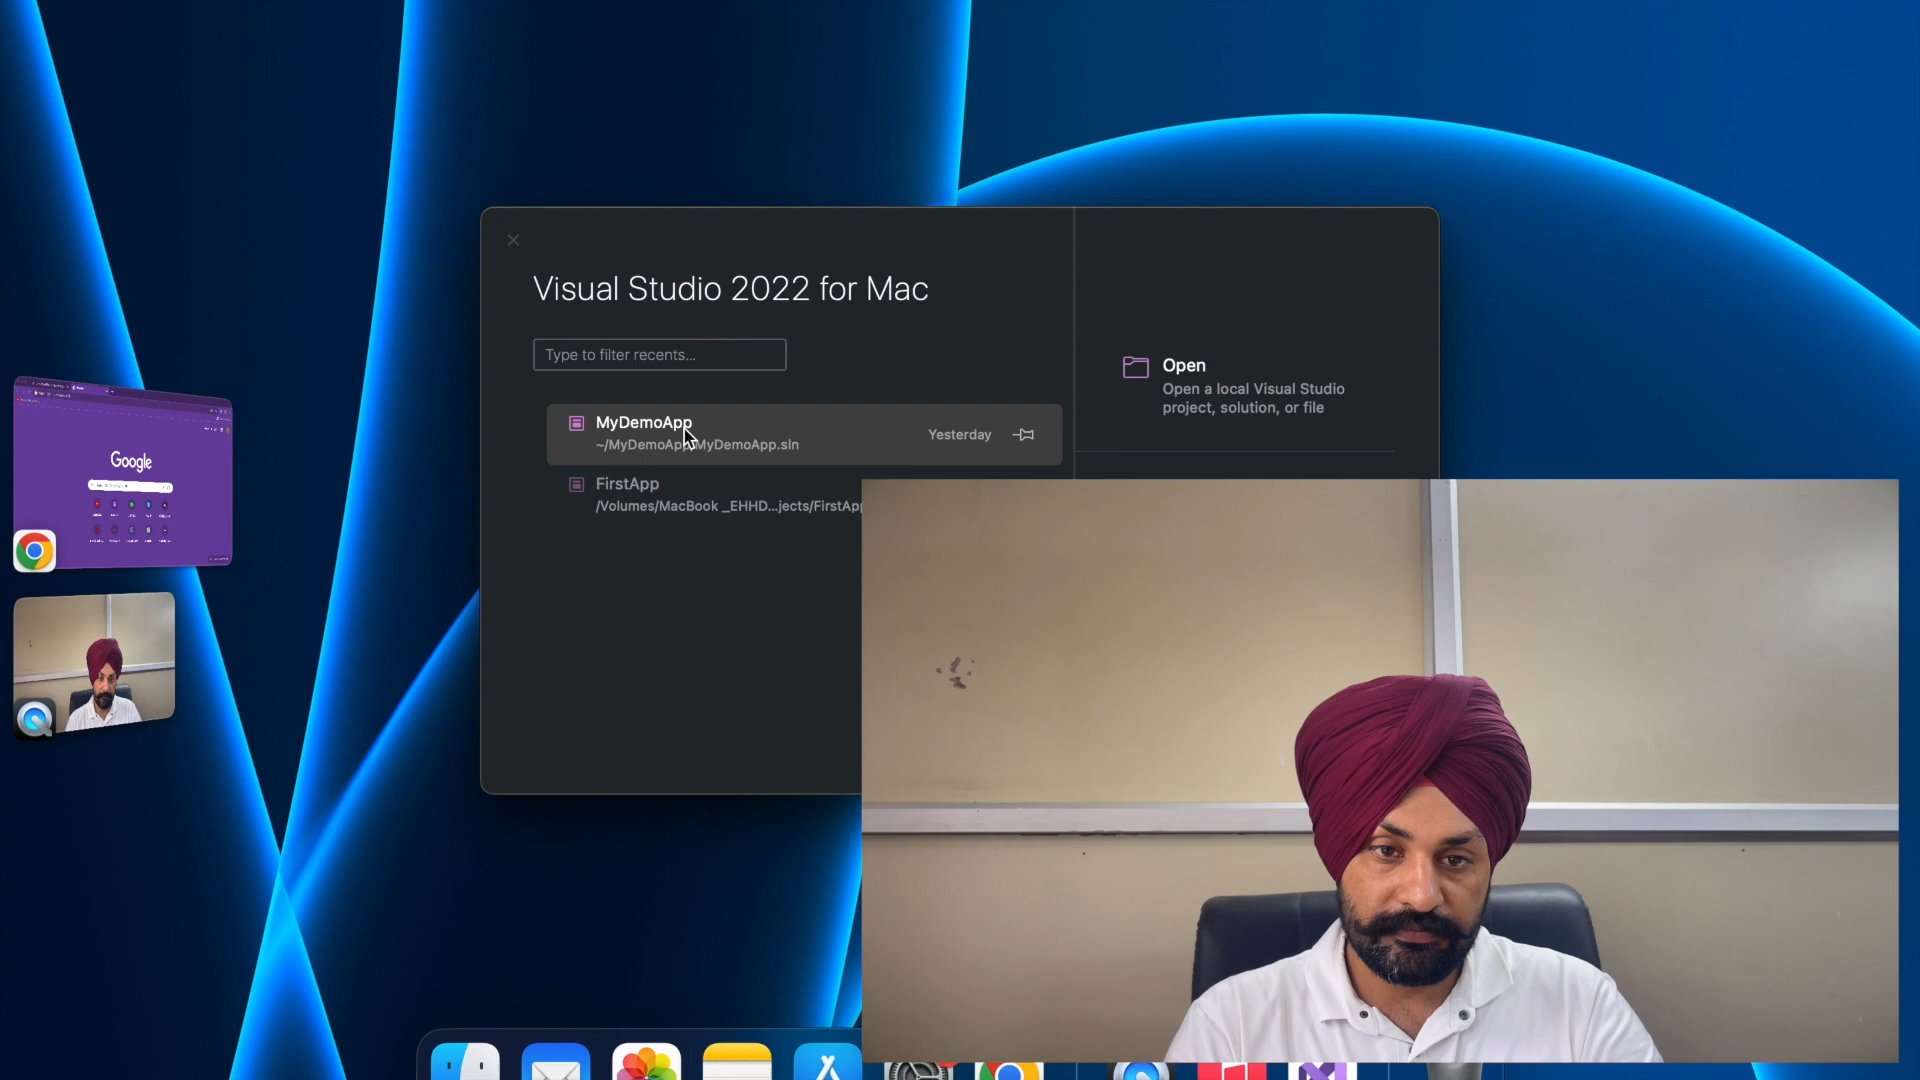 Visual Studio 2022 for Mac
Type to filter recents...
MyDemoApp
~/MyDemoApp/MyDemoApp.sln
Yesterday
FirstApp
/Volumes/MacBook _EHHD...jects/FirstApp
Open
Open a local Visual Studio
project, solution, or file
Google